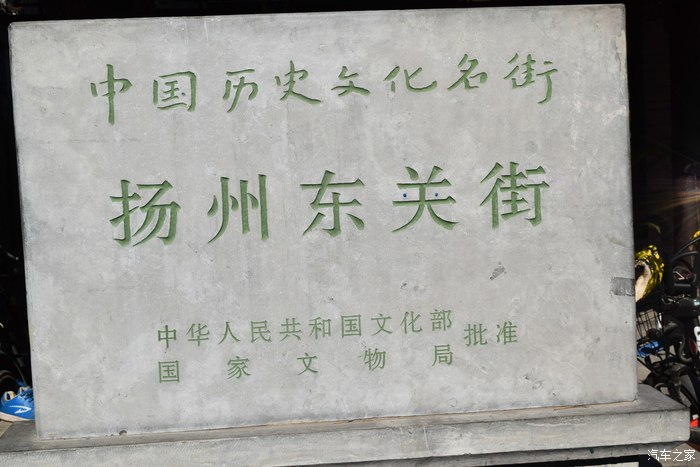 中国历史文化名街
扬州东关街
中华人民共和国文化部 批准
国家文物局
汽车之家